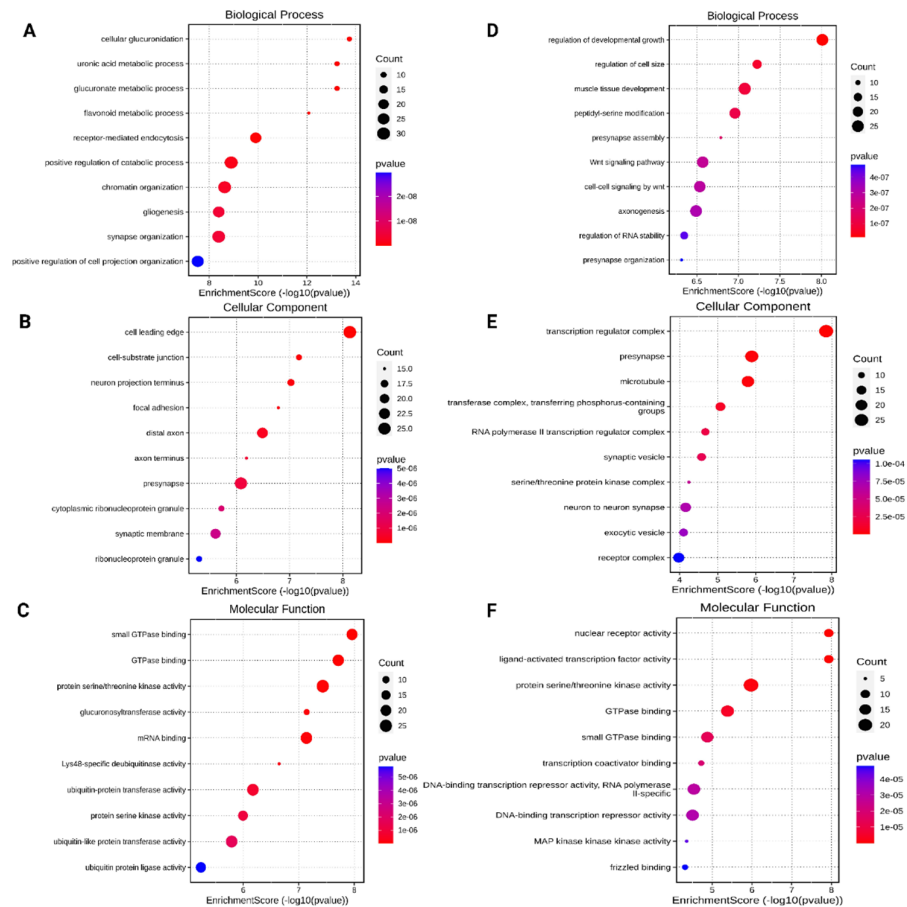 A
Biological Process
cellular glucuronidation
uronic acid metabolic process
glucuronate metabolic process
flavonoid metabolic process
receptor-mediated endocytosis
positive regulation of catabolic process
chromatin organization
gliogenesis
synapse organization
positive regulation of cell projection organization
8 10 12 14
EnrichmentScore (-log10(pvalue))
Count
10
15
20
25
30
pvalue
2e-08
1e-08
B
Cellular Component
cell leading edge
cell-substrate junction
neuron projection terminus
focal adhesion
distal axon
axon terminus
presynapse
cytoplasmic ribonucleoprotein granule
synaptic membrane
ribonucleoprotein granule
6 7 8
EnrichmentScore (-log10(pvalue))
Count
15.0
17.5
20.0
22.5
25.0
pvalue
5e-06
4e-06
3e-06
2e-06
1e-06
C
Molecular Function
small GTPase binding
GTPase binding
protein serine/threonine kinase activity
glucuronosyltransferase activity
mRNA binding
Lys48-specific deubiquitinase activity
ubiquitin-protein transferase activity
protein serine kinase activity
ubiquitin-like protein transferase activity
ubiquitin protein ligase activity
6 7 8
EnrichmentScore (-log10(pvalue))
Count
10
15
20
25
pvalue
5e-06
4e-06
3e-06
2e-06
1e-06
D
Biological Process
regulation of developmental growth
regulation of cell size
muscle tissue development
peptidyl-serine modification
presynapse assembly
Wnt signaling pathway
cell-cell signaling by wnt
axonogenesis
regulation of RNA stability
presynapse organization
6.5 7.0 7.5 8.0
EnrichmentScore (-log10(pvalue))
Count
10
15
20
25
pvalue
4e-07
3e-07
2e-07
1e-07
E
Cellular Component
transcription regulator complex
presynapse
microtubule
transferase complex, transferring phosphorus-containing
groups
RNA polymerase II transcription regulator complex
synaptic vesicle
serine/threonine protein kinase complex
neuron to neuron synapse
exocytic vesicle
receptor complex
4 5 6 7 8
EnrichmentScore (-log10(pvalue))
Count
10
15
20
25
pvalue
1.0e-04
7.5e-05
5.0e-05
2.5e-05
F
Molecular Function
nuclear receptor activity
ligand-activated transcription factor activity
protein serine/threonine kinase activity
GTPase binding
small GTPase binding
transcription coactivator binding
DNA-binding transcription repressor activity, RNA polymerase
II-specific
DNA-binding transcription repressor activity
MAP kinase kinase kinase activity
frizzled binding
5 6 7 8
EnrichmentScore (-log10(pvalue))
Count
5
10
15
20
pvalue
4e-05
3e-05
2e-05
1e-05